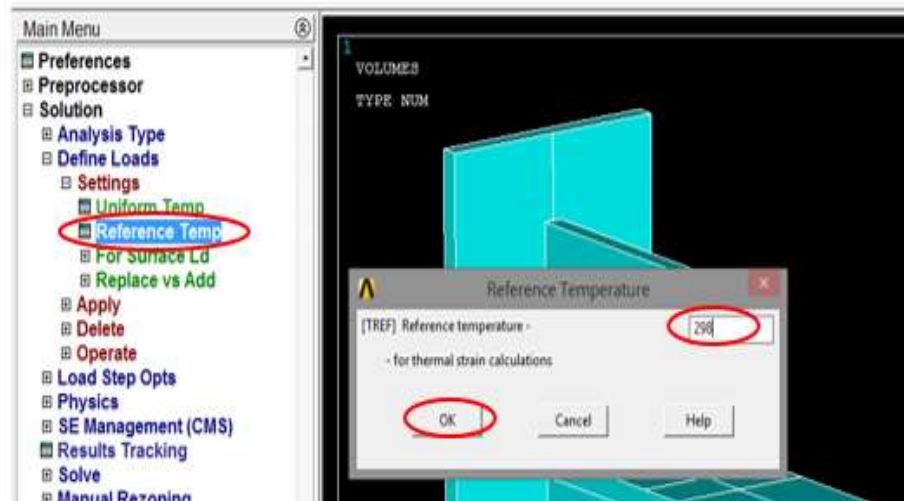 Main Menu
Preferences
Preprocessor
Solution
Analysis Type
Define Loads
Settings
Uniform Temp
Reference Temp
For Surface Ld
Replace vs Add
Apply
Delete
Operate
Load Step Opts
Physics
SE Management (CMS)
Results Tracking
Solve
Manual Rezoning
1
VOLUMES
TYPE NUM
Reference Temperature
[TREF] Reference temperature -
298
- for thermal strain calculations
OK Cancel Help